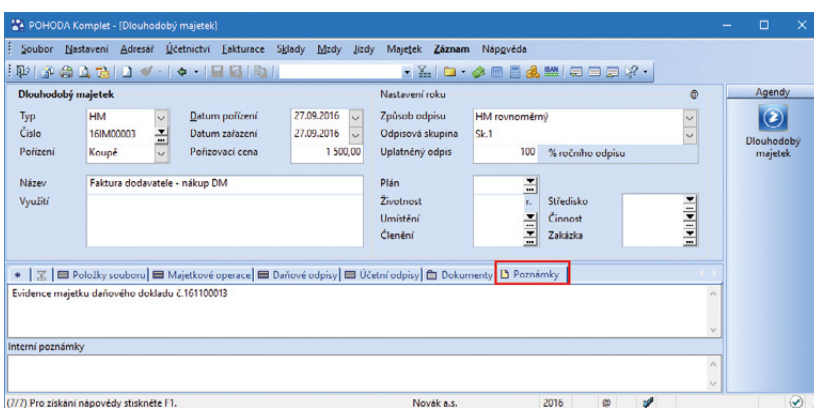 POHODA Komplet - [Dlouhodobý majetek]
Soubor Nastavení Adresář Účetnictví Fakturace Sklady Mzdy Jízdy Majetek Záznam Nápověda
Dlouhodobý majetek Nastavení roku @ Agendy
Typ HM Datum pořízení 27.09.2016 Způsob odpisu HM rovnoměrný
Číslo 16IM00003 Datum zařazení 27.09.2016 Odpisová skupina Sk.1
Pořízení Koupě Pořizovací cena 1 500,00 Uplatněný odpis 100 % ročního odpisu
Dlouhodobý
majetek
Název Faktura dodavatele - nákup DM Plán
Využití Životnost r. Středisko
Umístění Činnost
Členění Zakázka
* Položky souboru Majetkové operace Daňové odpisy Účetní odpisy Dokumenty Poznámky
Evidence majetku daňového dokladu č.161100013
Interní poznámky
(7/7) Pro získání nápovědy stiskněte F1. Novák a.s. 2016 @